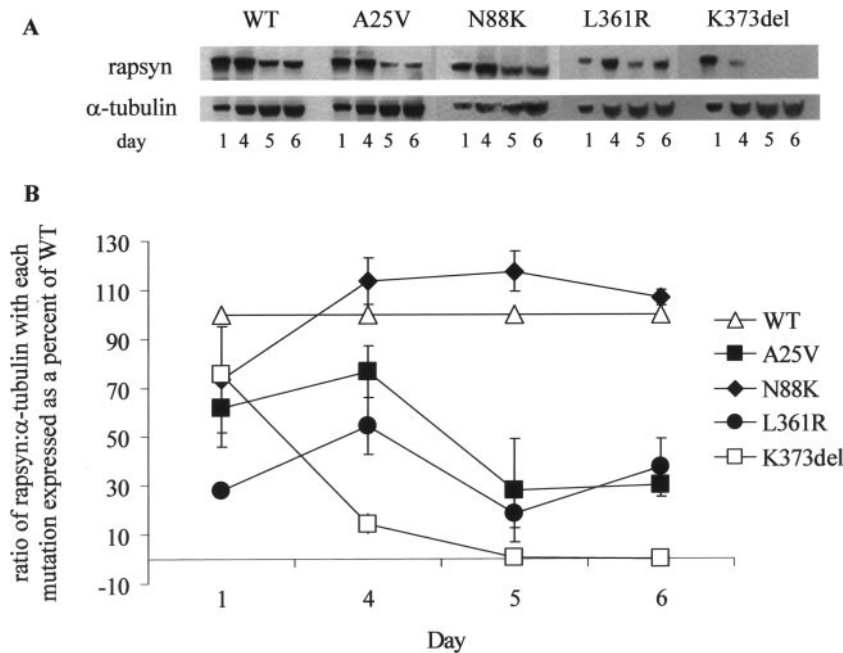 A
WT A25V N88K L361R K373del
rapsyn
α-tubulin
day 1 4 5 6 1 4 5 6 1 4 5 6 1 4 5 6 1 4 5 6
B
ratio of rapsyn:α-tubulin with each
mutation expressed as a percent of WT
130
110
90
70
50
30
10
-10
1 4 5 6
Day
WT
A25V
N88K
L361R
K373del